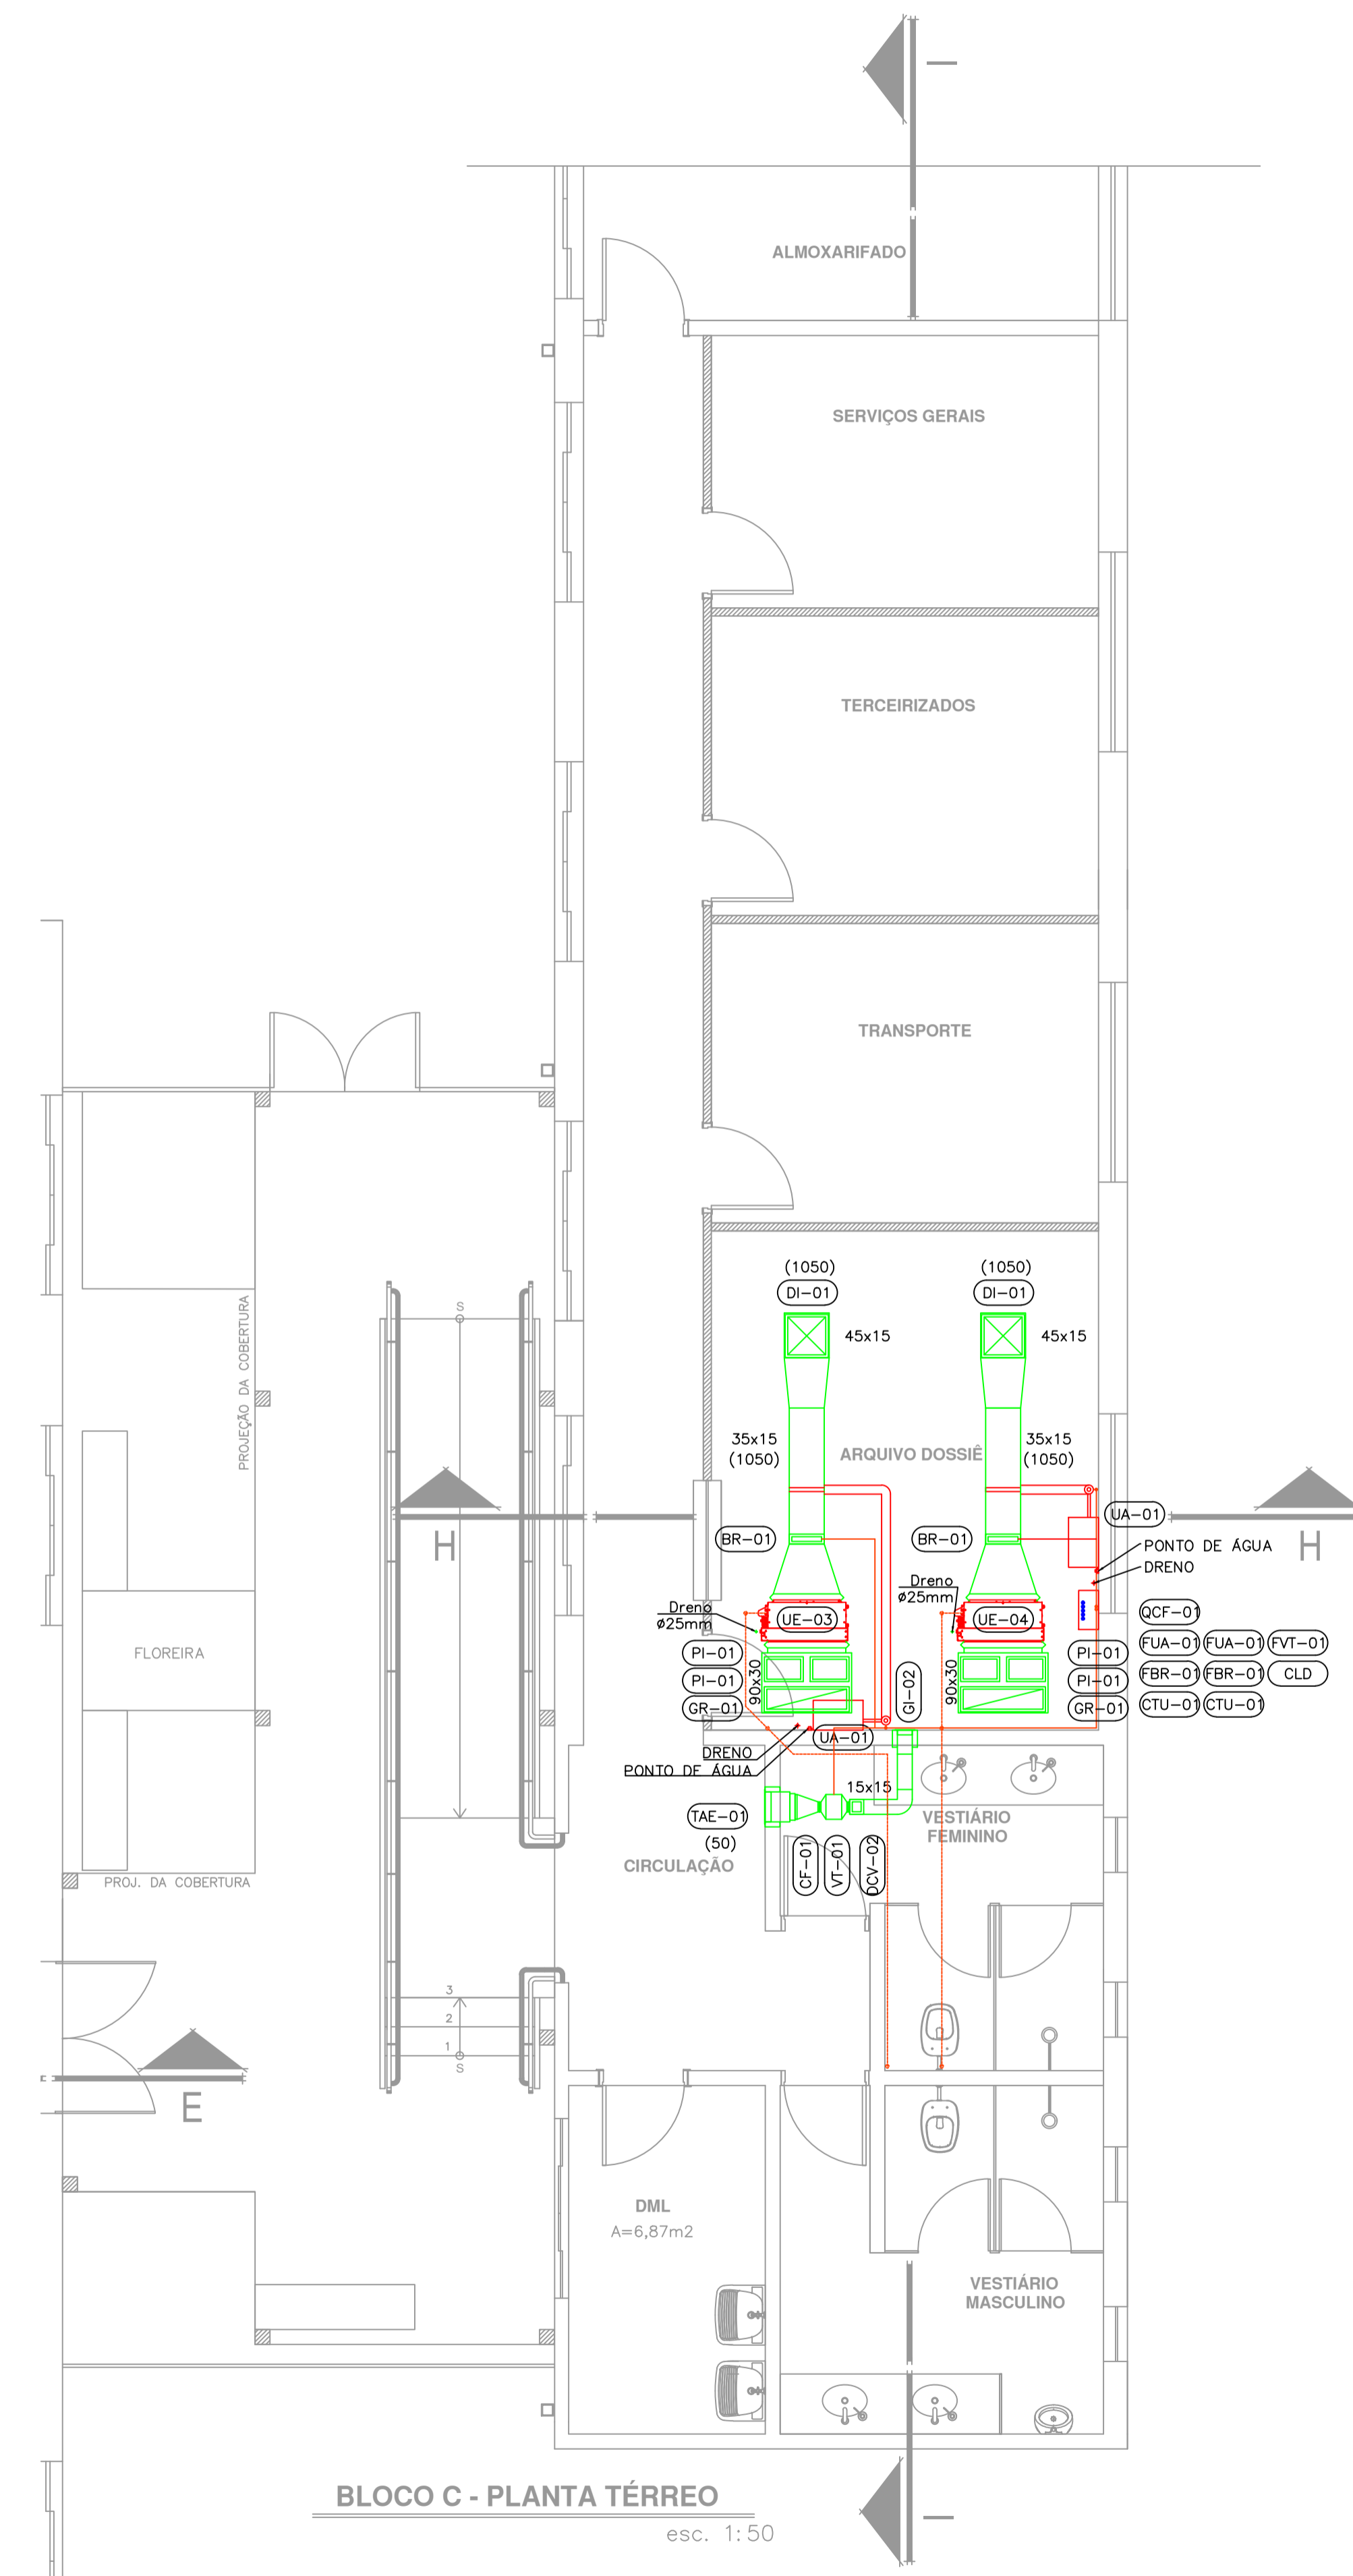 I
ALMOXARIFADO
SERVIÇOS GERAIS
TERCEIRIZADOS
TRANSPORTE
(1050)
(1050)
DI-01
DI-01
45x15
45x15
S
PROJEÇÃO DA COBERTURA
35x15
(1050)
ARQUIVO DOSSIÊ
35x15
(1050)
UA-01
H
BR-01
BR-01
PONTO DE ÁGUA
H
DRENO
Dreno
ø25mm
Dreno
ø25mm
UE-03
UE-04
QCF-01
FLOREIRA
PI-01
PI-01
FUA-01
FUA-01
FVT-01
PI-01
PI-01
FBR-01
FBR-01
CLD
GR-01
90x30
GI-02
90x30
GR-01
CTU-01
CTU-01
UA-01
DRENO
PONTO DE ÁGUA
15x15
TAE-01
(50)
VESTIÁRIO
FEMININO
CIRCULAÇÃO
CF-01
VT-01
DCV-02
PROJ. DA COBERTURA
3
2
1
S
E
DML
A=6,87m2
VESTIÁRIO
MASCULINO
BLOCO C - PLANTA TÉRREO
esc. 1:50
I